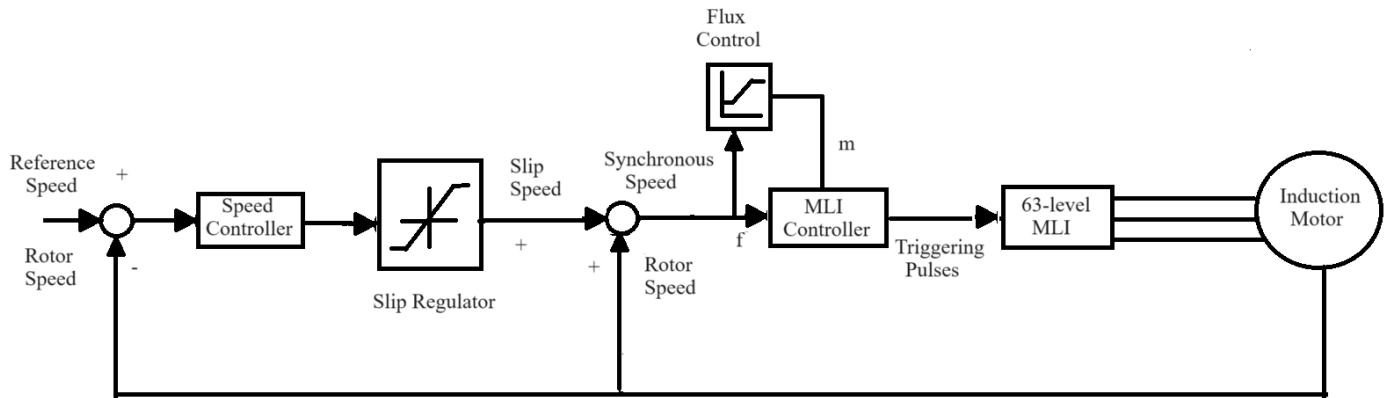 Flux
Control
Reference
Speed
+
Rotor
Speed
-
Speed
Controller
Slip Regulator
Slip
Speed
+
+
Synchronous
Speed
Rotor
Speed
f
m
MLI
Controller
Triggering
Pulses
63-level
MLI
Induction
Motor